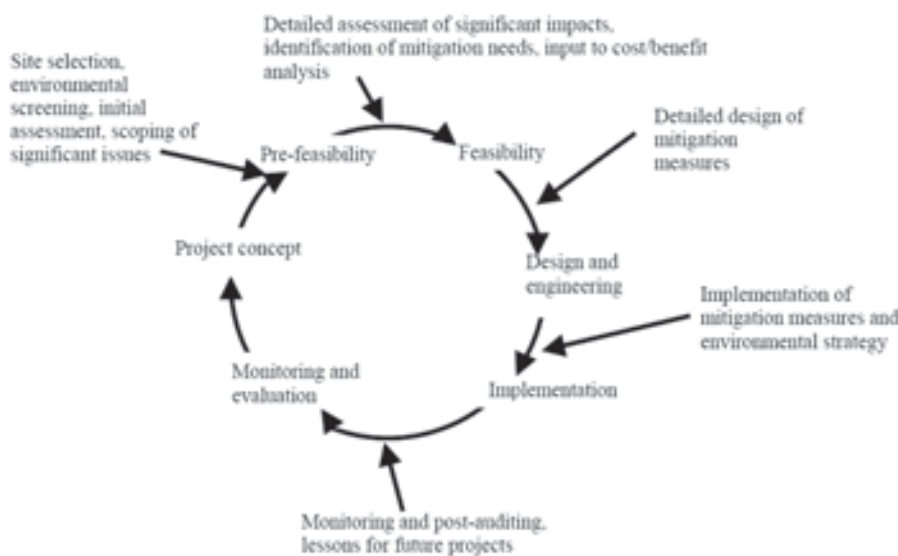 Detailed assessment of significant impacts,
identification of mitigation needs, input to cost/benefit
analysis
Site selection,
environmental
screening, initial
assessment, scoping of
significant issues
Pre-feasibility
Feasibility
Detailed design of
mitigation
measures
Project concept
Design and
engineering
Implementation of
mitigation measures and
environmental strategy
Monitoring and
evaluation
Implementation
Monitoring and post-auditing,
lessons for future projects